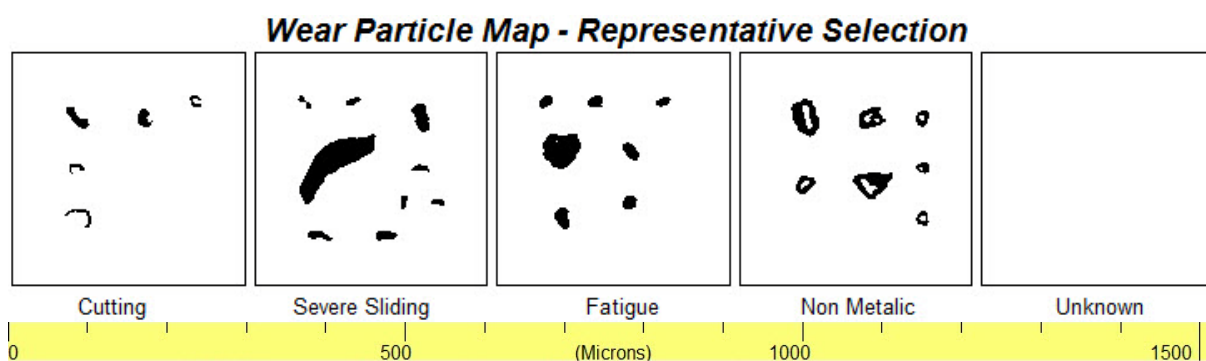 Wear Particle Map - Representative Selection
Cutting Severe Sliding Fatigue Non Metalic Unknown
0 500 (Microns) 1000 1500